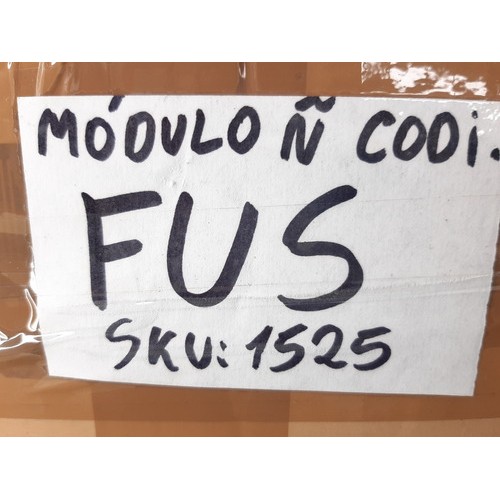 MÓDULO Ñ CODI.
FUS
SKU: 1525